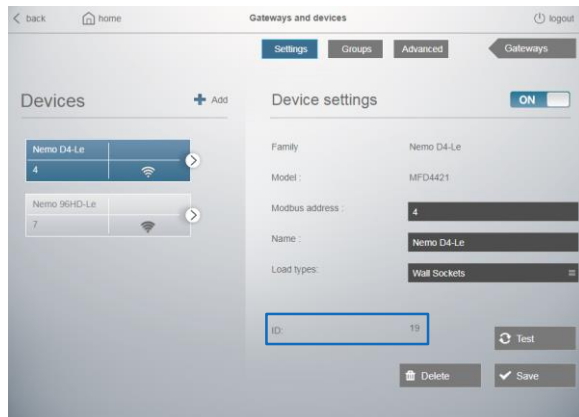 back home Gateways and devices logout
Settings Groups Advanced Gateways
Devices Add Device settings ON
Nemo D4-Le
4
Nemo 96HD-Le
7
Family Nemo D4-Le
Model : MFD4421
Modbus address : 4
Name : Nemo D4-Le
Load types: Wall Sockets
ID: 19
Test
Delete Save